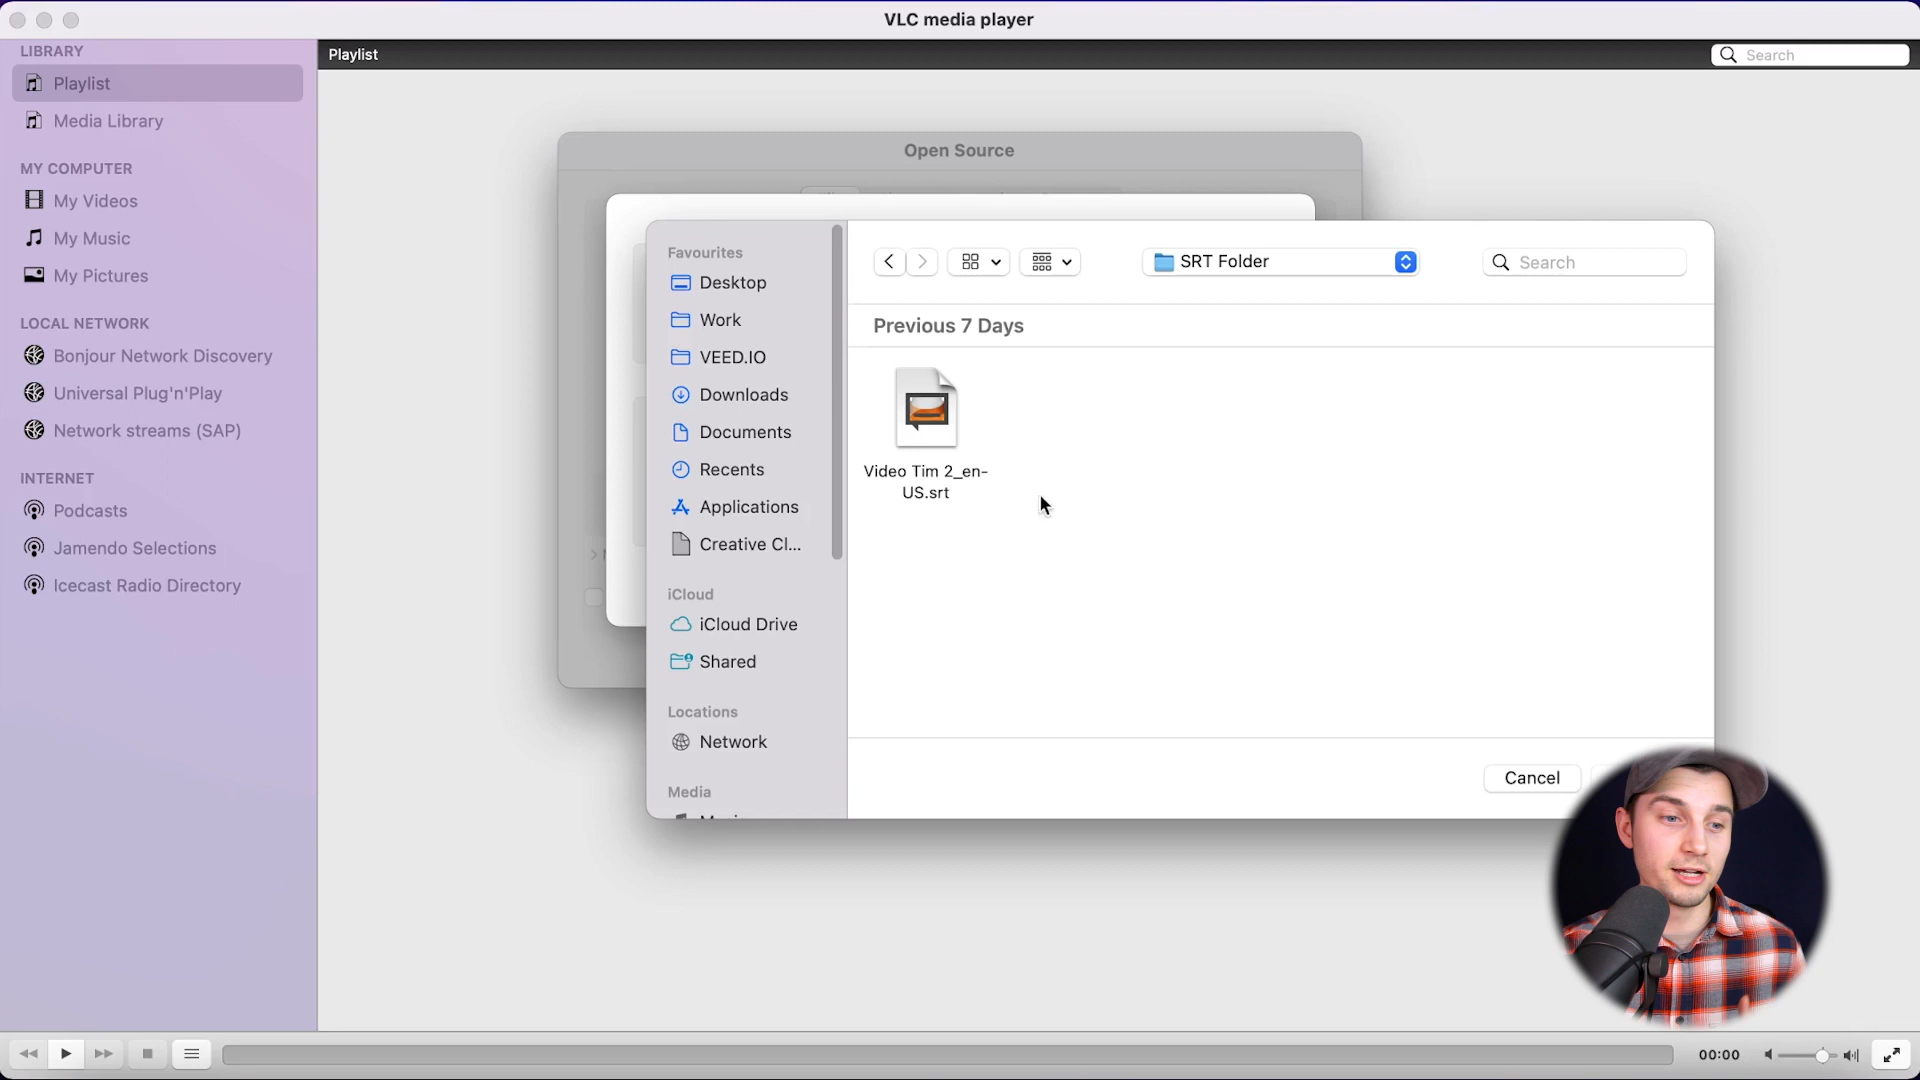 VLC media player
LIBRARY
Playlist
Media Library
MY COMPUTER
My Videos
My Music
My Pictures
LOCAL NETWORK
Bonjour Network Discovery
Universal Plug'n'Play
Network streams (SAP)
INTERNET
Podcasts
Jamendo Selections
Icecast Radio Directory
Playlist
Search
Open Source
Favourites
Desktop
Work
VEED.IO
Downloads
Documents
Recents
Applications
Creative Cl...
iCloud
iCloud Drive
Shared
Locations
Network
Media
SRT Folder
Search
Previous 7 Days
Video Tim 2_en-
US.srt
Cancel
00:00